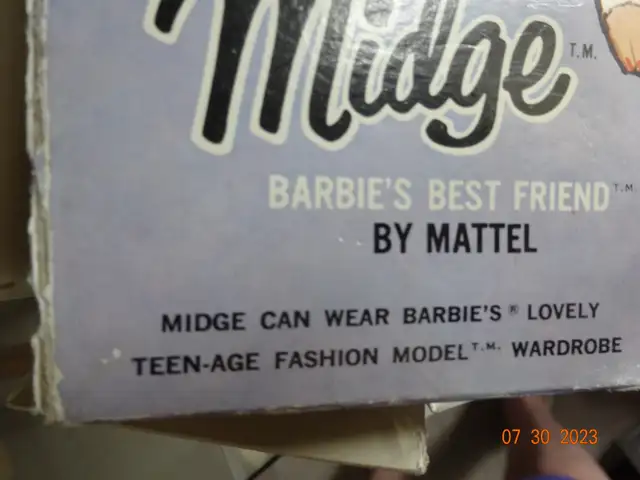 Midge T.M.
BARBIE'S BEST FRIEND T.M.
BY MATTEL
MIDGE CAN WEAR BARBIE'S ® LOVELY
TEEN-AGE FASHION MODEL T.M. WARDROBE
07 30 2023